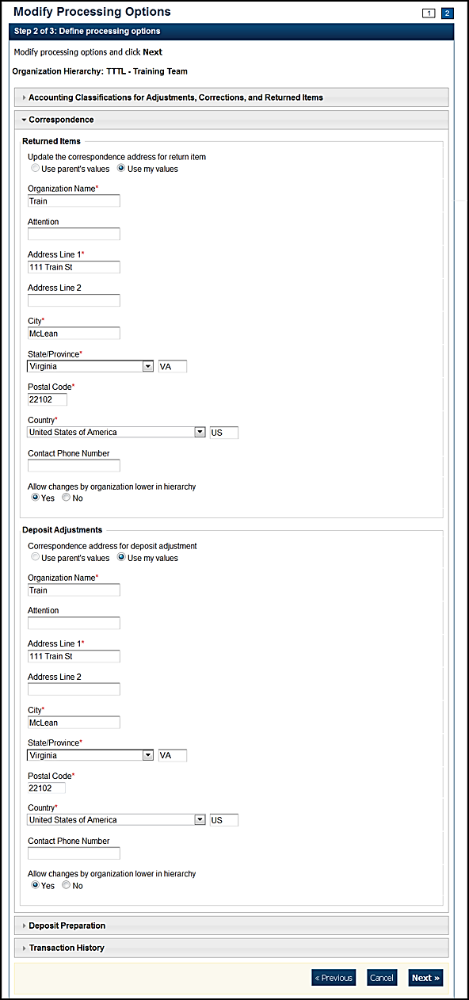 Modify Processing Options
1 2
Step 2 of 3: Define processing options
Modify processing options and click Next
Organization Hierarchy: TTTL - Training Team
Accounting Classifications for Adjustments, Corrections, and Returned Items
Correspondence
Returned Items
Update the correspondence address for return item
Use parent's values Use my values
Organization Name*
Train
Attention
Address Line 1*
111 Train St
Address Line 2
City*
McLean
State/Province*
Virginia VA
Postal Code*
22102
Country*
United States of America US
Contact Phone Number
Allow changes by organization lower in hierarchy
Yes No
Deposit Adjustments
Correspondence address for deposit adjustment
Use parent's values Use my values
Organization Name*
Train
Attention
Address Line 1*
111 Train St
Address Line 2
City*
McLean
State/Province*
Virginia VA
Postal Code*
22102
Country*
United States of America US
Contact Phone Number
Allow changes by organization lower in hierarchy
Yes No
Deposit Preparation
Transaction History
« Previous Cancel Next »